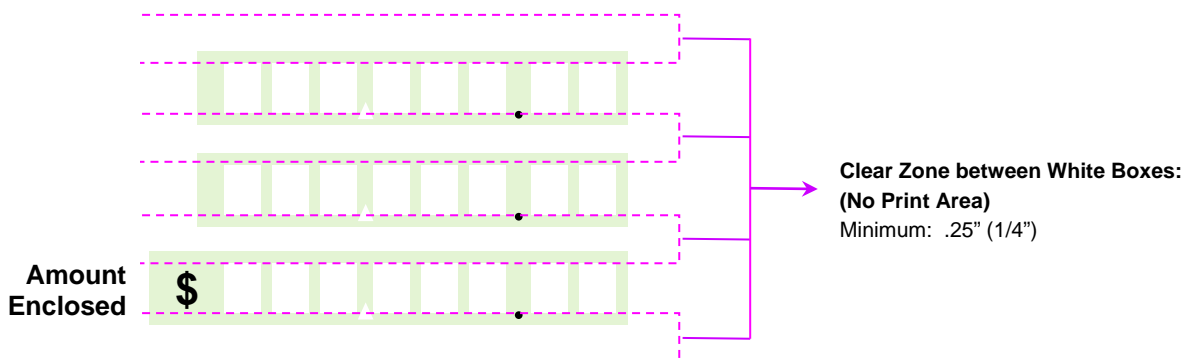 Clear Zone between White Boxes:
(No Print Area)
Minimum: .25” (1/4”)
Amount
Enclosed
$